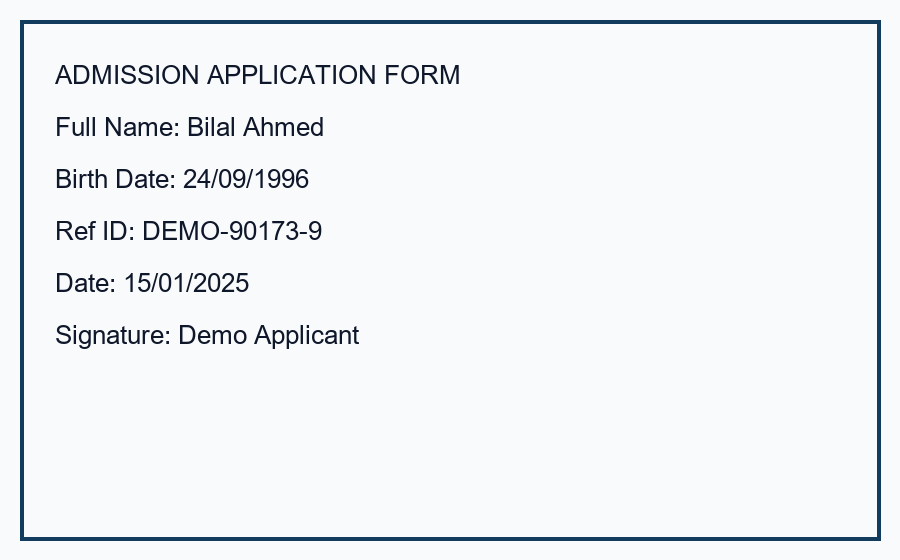 ADMISSION APPLICATION FORM
Full Name: Bilal Ahmed
Birth Date: 24/09/1996
Ref ID: DEMO-90173-9
Date: 15/01/2025
Signature: Demo Applicant